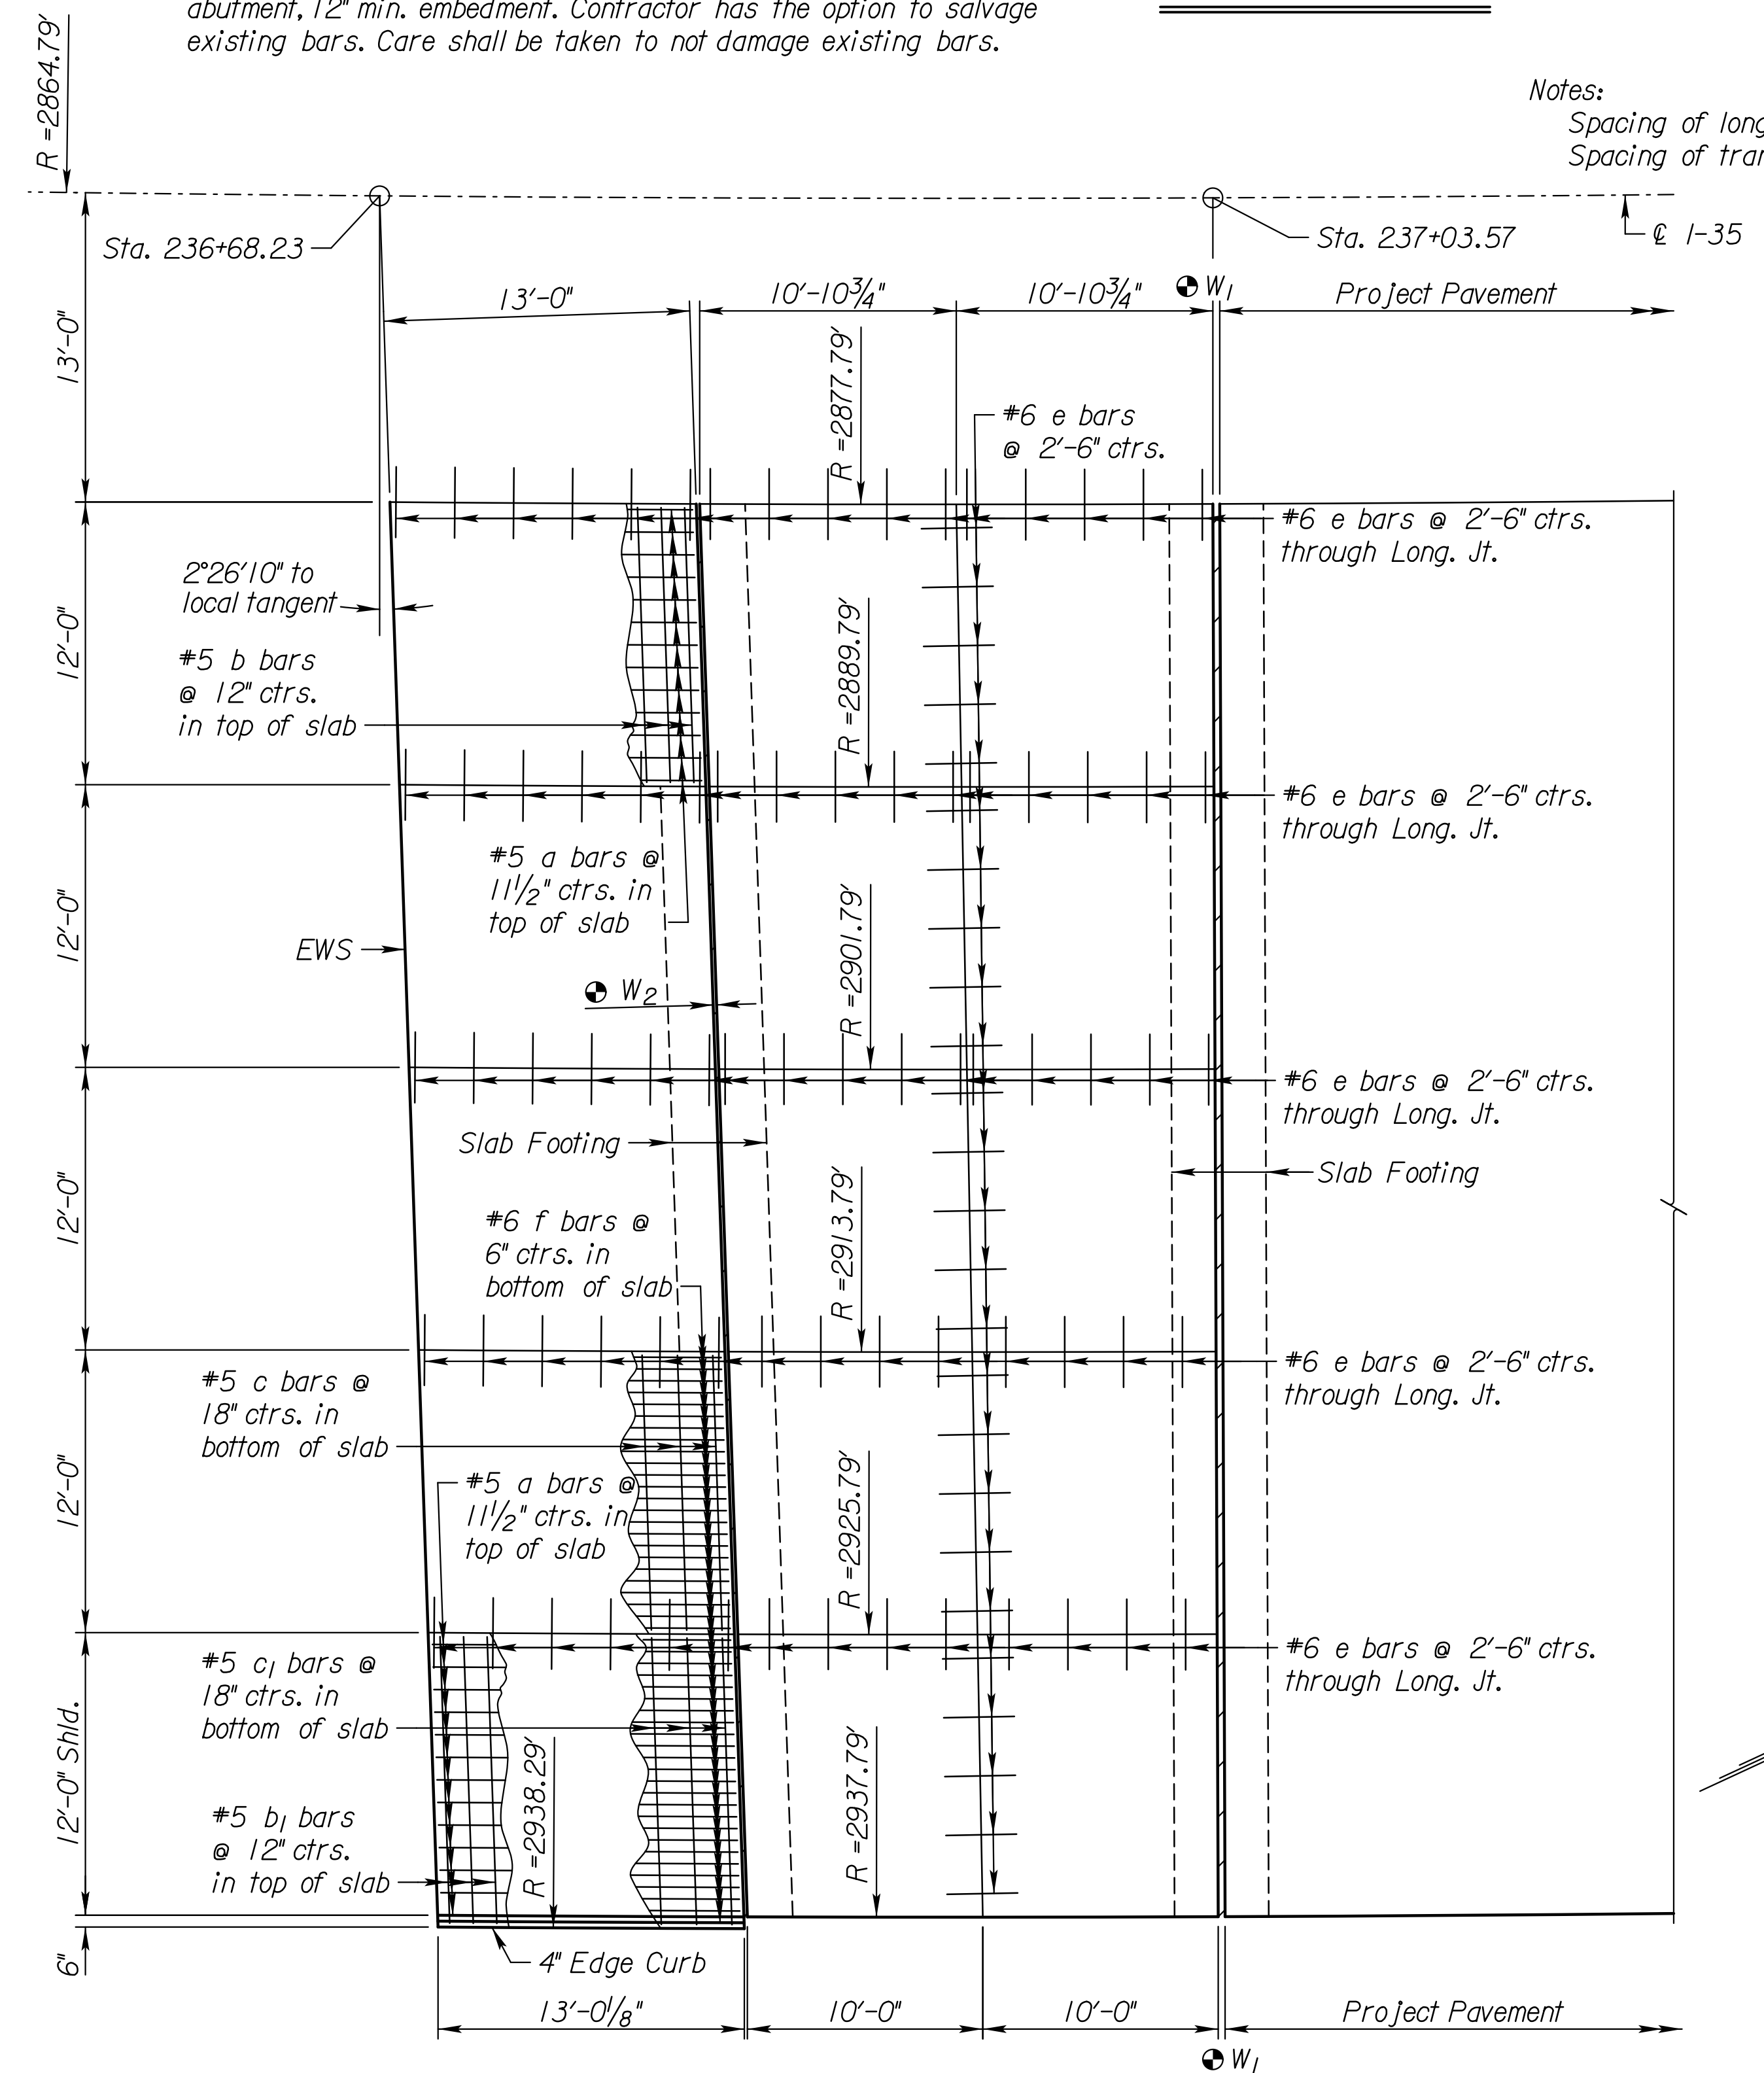 abutment, 12" min. embedment. Contractor has the option to salvage
existing bars. Care shall be taken to not damage existing bars.
R =2864.79'
Notes:
Spacing of long
Spacing of tran
Sta. 236+68.23
Sta. 237+03.57
℄ I-35
13'-0"
13'-0"
10'-10¾"
10'-10¾"
W₁
Project Pavement
R =2877.79'
#6 e bars
@ 2'-6" ctrs.
#6 e bars @ 2'-6" ctrs.
through Long. Jt.
2°26'10" to
local tangent
12'-0"
R =2889.79'
#5 b bars
@ 12" ctrs.
in top of slab
#6 e bars @ 2'-6" ctrs.
through Long. Jt.
#5 a bars @
11½" ctrs. in
top of slab
12'-0"
R =2901.79'
EWS
W₂
#6 e bars @ 2'-6" ctrs.
through Long. Jt.
Slab Footing
Slab Footing
12'-0"
R =2913.79'
#6 f bars @
6" ctrs. in
bottom of slab
#6 e bars @ 2'-6" ctrs.
through Long. Jt.
#5 c bars @
18" ctrs. in
bottom of slab
12'-0"
R =2925.79'
#5 a bars @
11½" ctrs. in
top of slab
#6 e bars @ 2'-6" ctrs.
through Long. Jt.
#5 c₁ bars @
18" ctrs. in
bottom of slab
12'-0" Shld.
R =2938.29'
R =2937.79'
#5 b₁ bars
@ 12" ctrs.
in top of slab
6"
4" Edge Curb
13'-0⅛"
10'-0"
10'-0"
Project Pavement
W₁